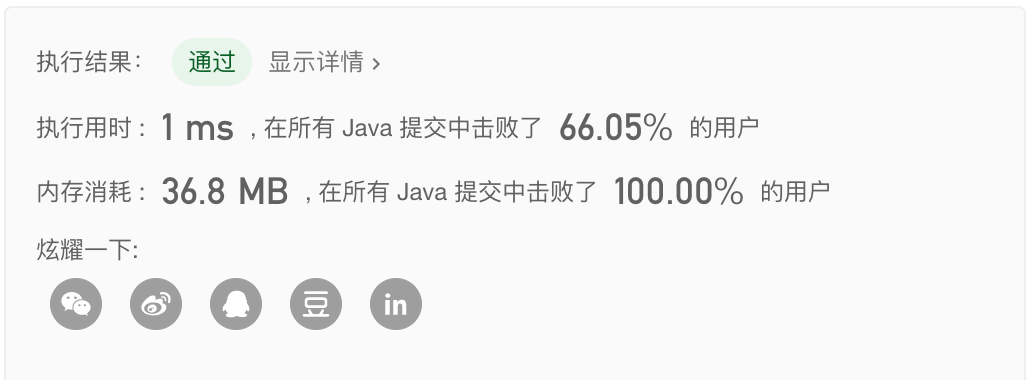 执行结果： 通过 显示详情 ›
执行用时 : 1 ms , 在所有 Java 提交中击败了 66.05% 的用户
内存消耗 : 36.8 MB , 在所有 Java 提交中击败了 100.00% 的用户
炫耀一下:
豆 in